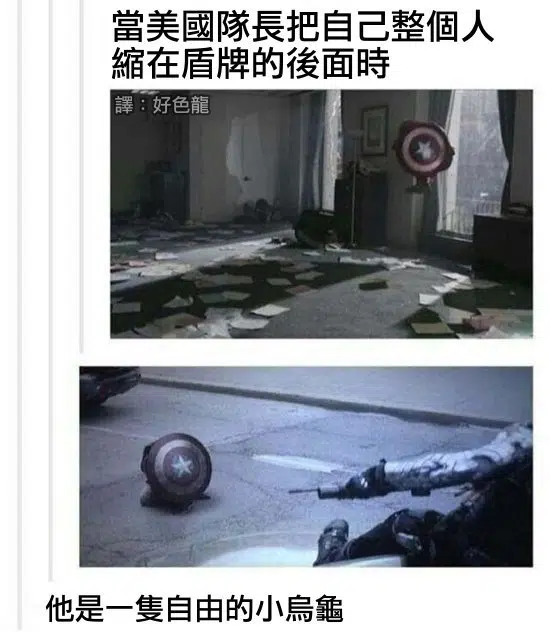 當美國隊長把自己整個人
縮在盾牌的後面時
譯：好色龍
他是一隻自由的小烏龜